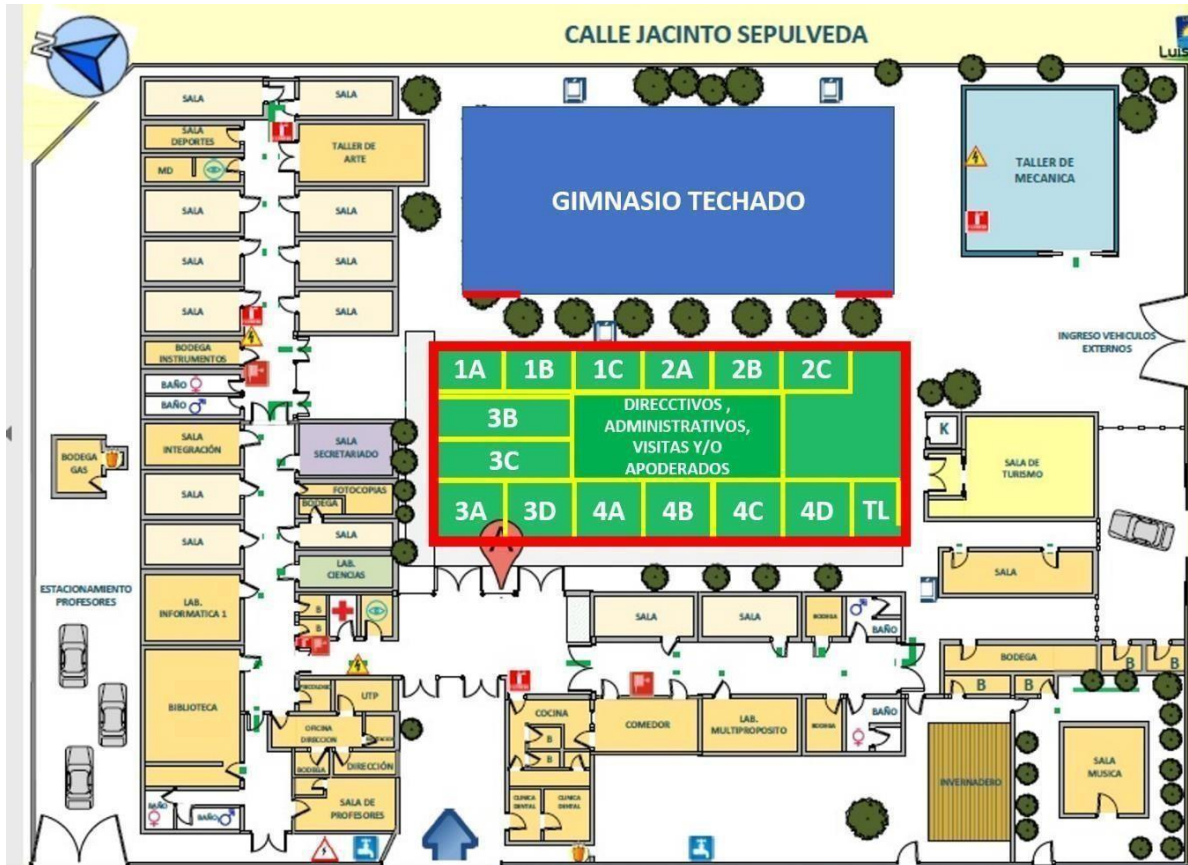 CALLE JACINTO SEPULVEDA
N
Luis
SALA
SALA
SALA
DEPORTES
TALLER DE
ARTE
MD
SALA
SALA
SALA
SALA
SALA
SALA
BODEGA
INSTRUMENTOS
BAÑO
BAÑO
GIMNASIO TECHADO
TALLER DE
MECANICA
INGRESO VEHICULOS
EXTERNOS
1A
1B
1C
2A
2B
2C
3B
3C
DIRECCTIVOS ,
ADMINISTRATIVOS,
VISITAS Y/O
APODERADOS
3A
3D
4A
4B
4C
4D
TL
A
BODEGA
GAS
SALA
INTEGRACIÓN
SALA
SECRETARIADO
SALA
FOTOCOPIAS
BODEGA
SALA
SALA
LAB.
CIENCIAS
K
SALA DE
TURISMO
SALA
ESTACIONAMIENTO
PROFESORES
LAB.
INFORMATICA 1
B
B
SALA
SALA
BODEGA
BAÑO
BODEGA
B
B
B
B
BIBLIOTECA
UTP
OFICINA
DIRECCION
BODEGA
DIRECCIÓN
SALA DE
PROFESORES
BAÑO
BAÑO
COCINA
B
B
COMEDOR
LAB.
MULTIPROPOSITO
BODEGA
BAÑO
CLINICA
DENTAL
CLINICA
DENTAL
INVERNADERO
SALA
MUSICA